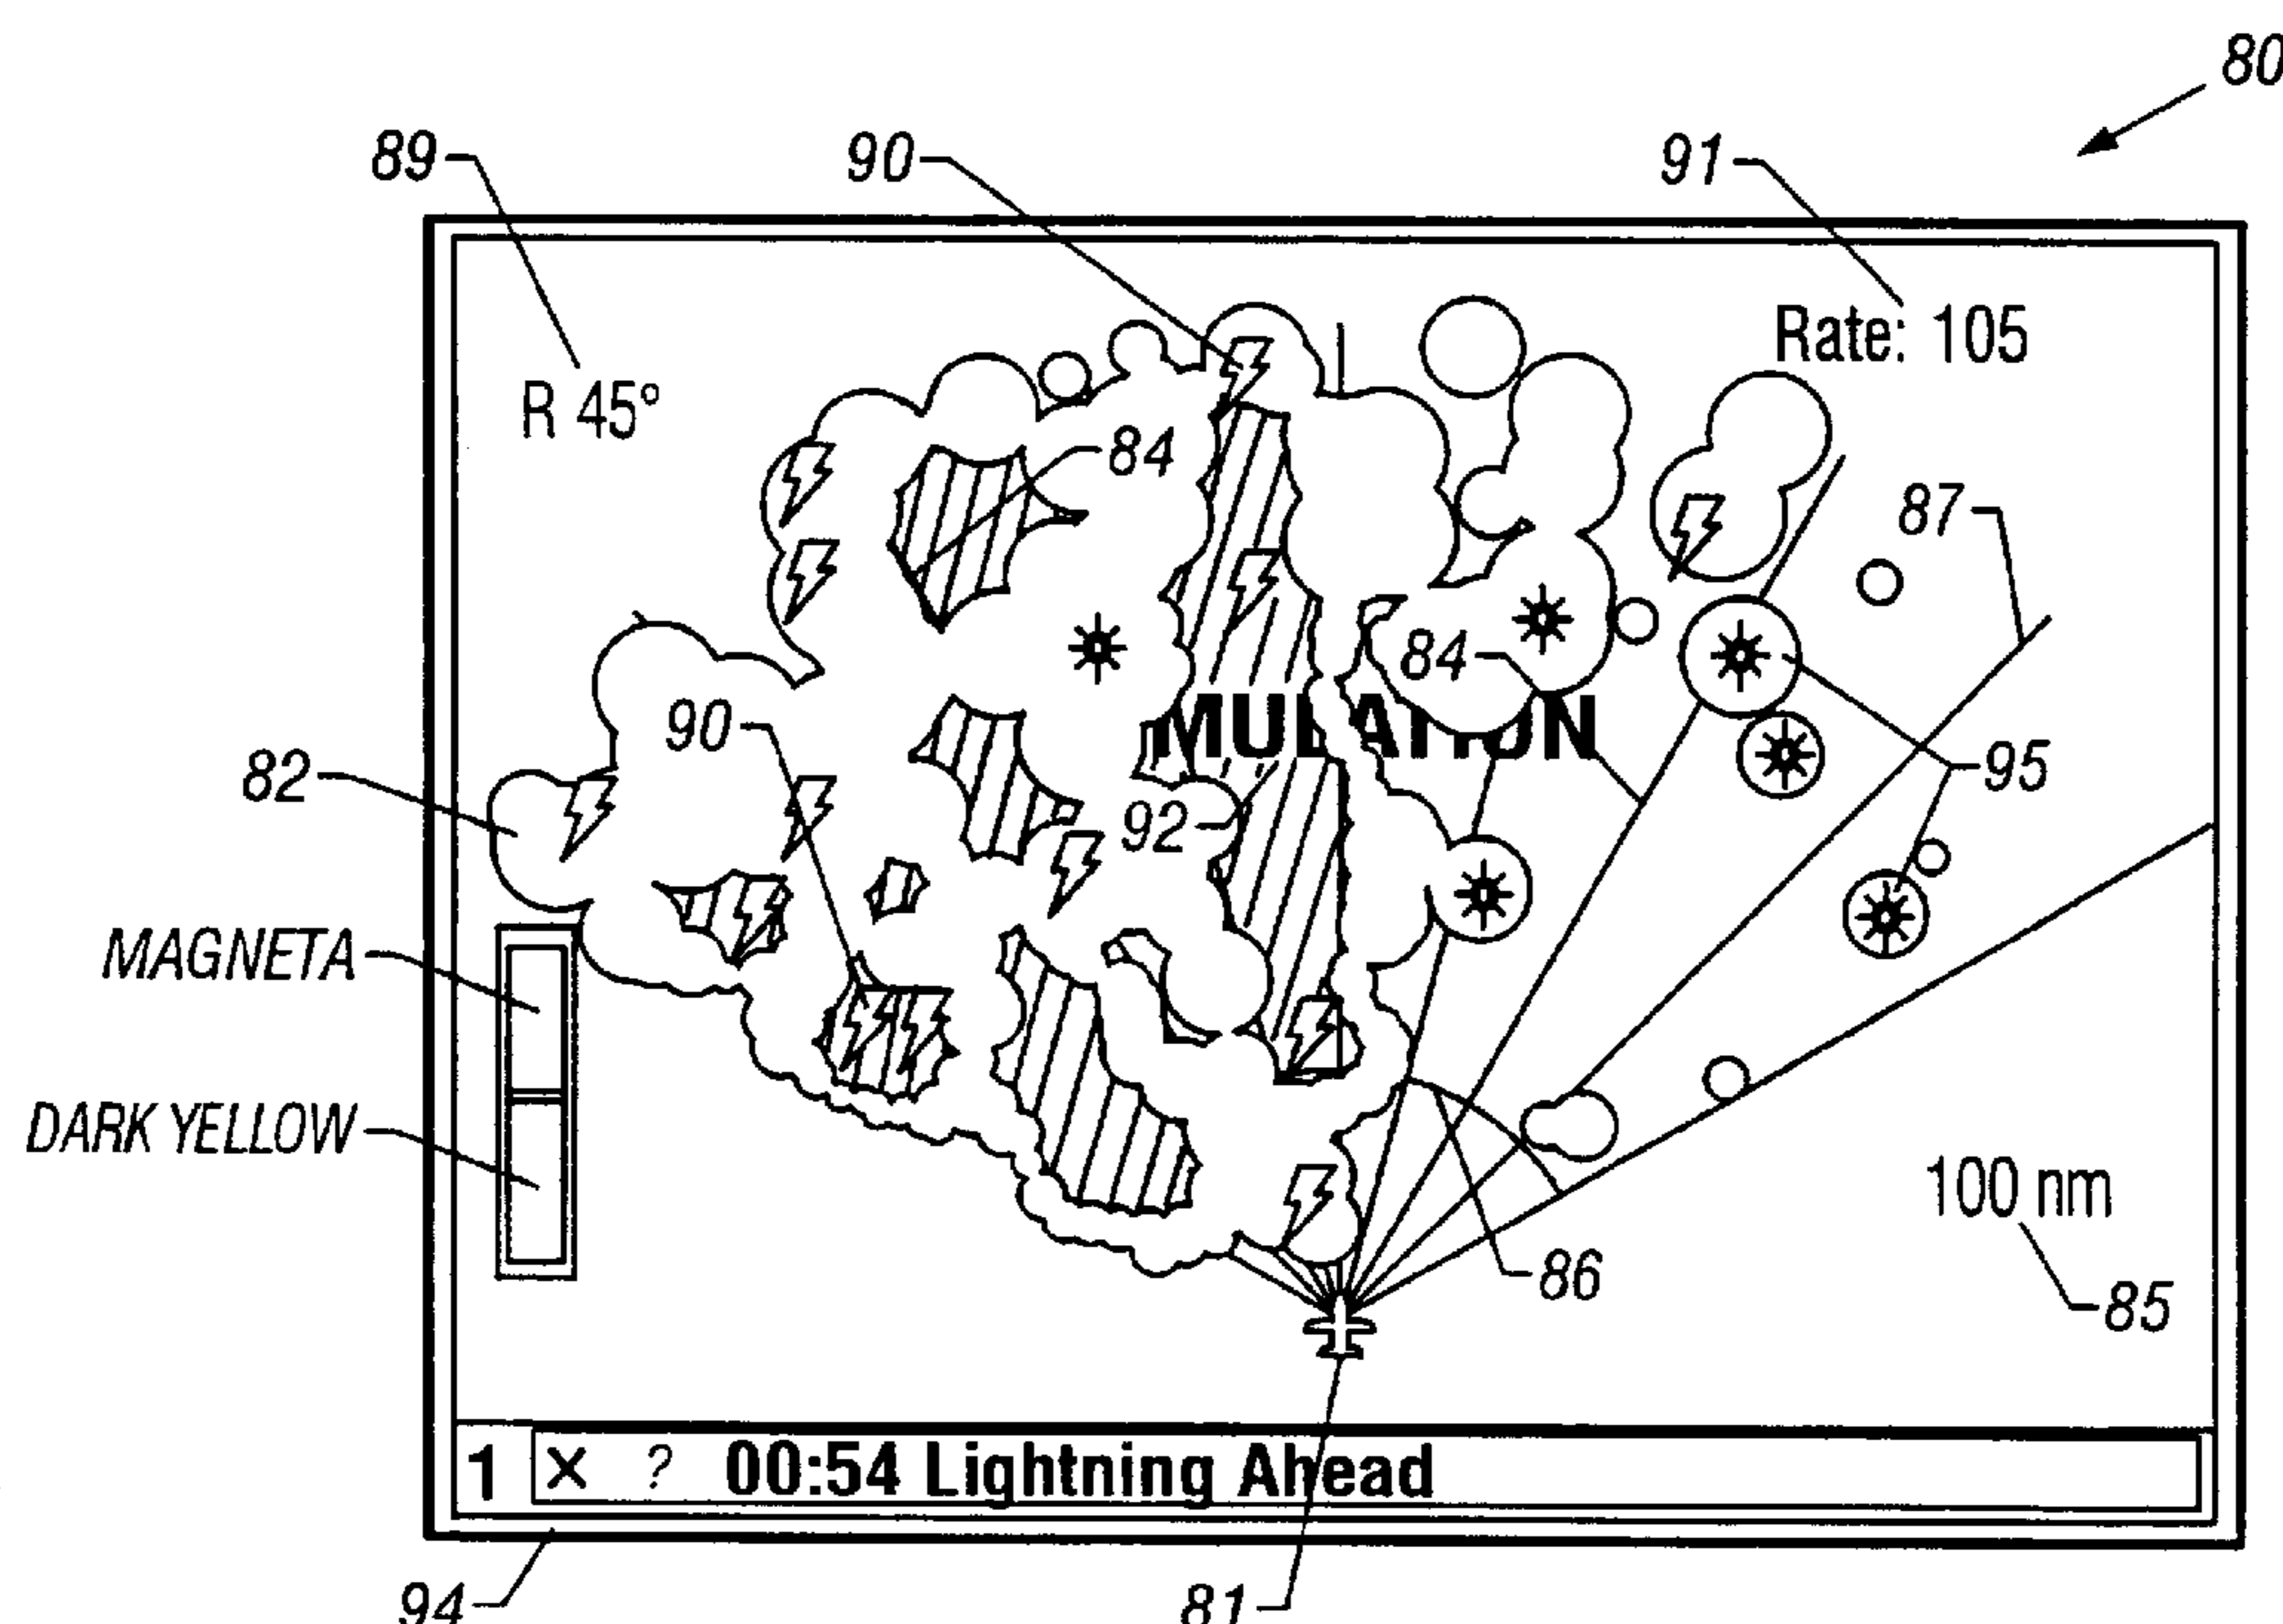 80
89
90
91
Rate: 105
R 45°
84
87
84
90
MULATION
82
95
92
MAGNETA
DARK YELLOW
100 nm
86
85
1 X ? 00:54 Lightning Ahead
94
81